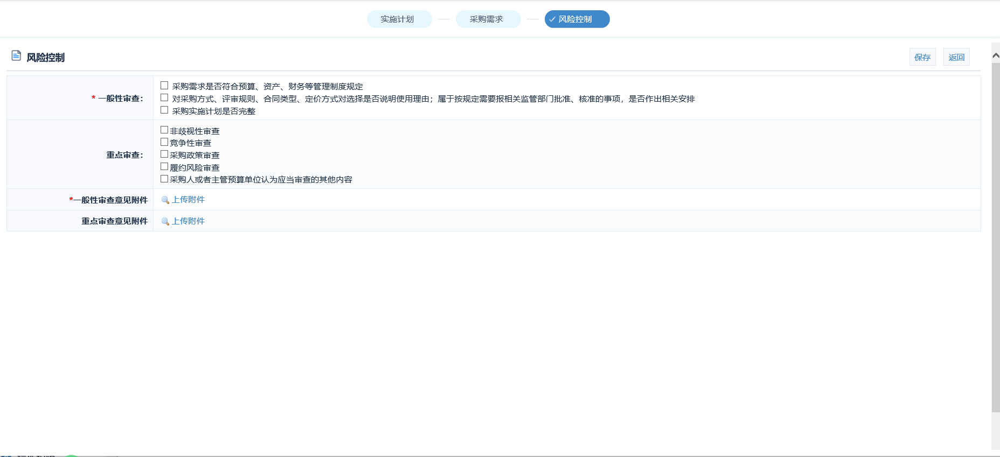 实施计划
采购需求
风险控制
风险控制
保存
返回
* 一般性审查：
采购需求是否符合预算、资产、财务等管理制度规定
对采购方式、评审规则、合同类型、定价方式对选择是否说明使用理由；属于按规定需要报相关监管部门批准、核准的事项，是否作出相关安排
采购实施计划是否完整
重点审查：
非歧视性审查
竞争性审查
采购政策审查
履约风险审查
采购人或者主管预算单位认为应当审查的其他内容
*一般性审查意见附件
上传附件
重点审查意见附件
上传附件